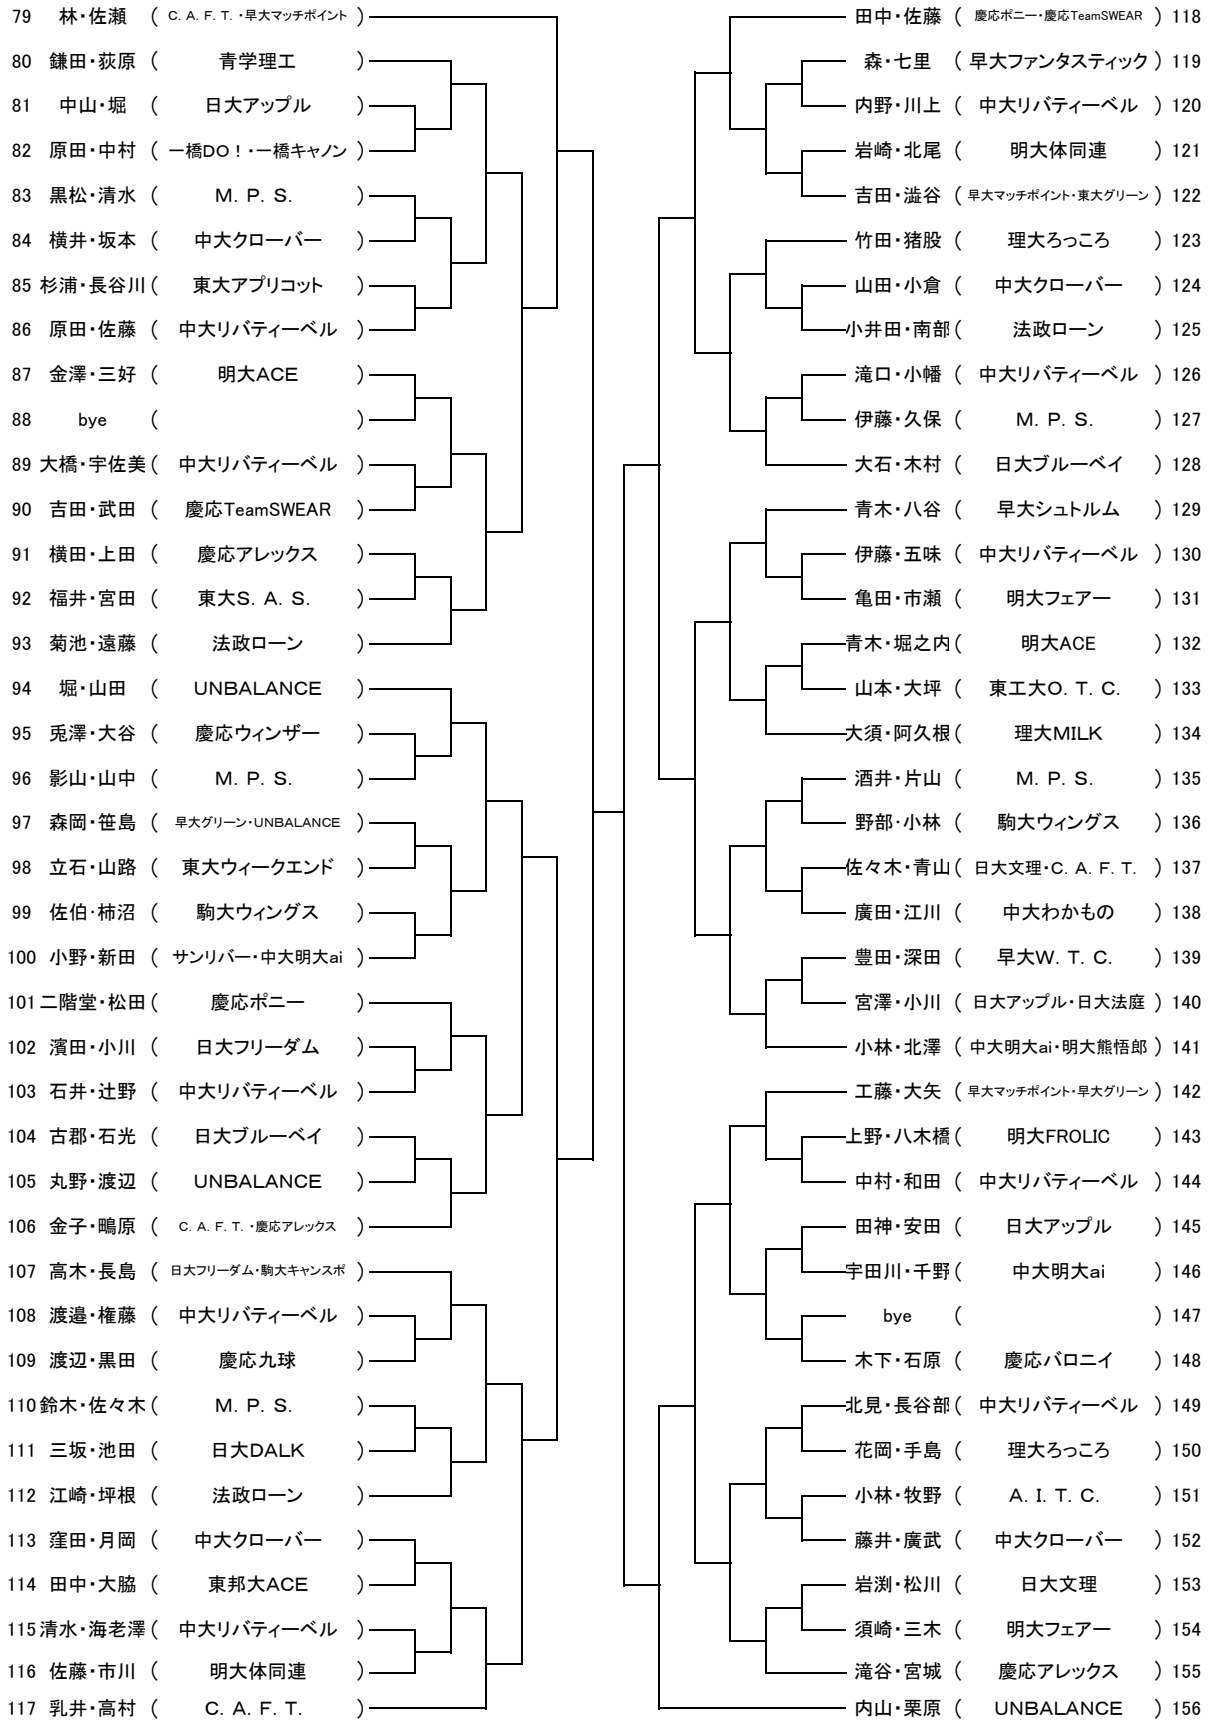 79 林・佐瀬 ( C. A. F. T. ・早大マッチポイント )
80 鎌田・荻原 ( 青学理工 )
81 中山・堀 ( 日大アップル )
82 原田・中村 ( 一橋DO！・一橋キャノン )
83 黒松・清水 ( M. P. S. )
84 横井・坂本 ( 中大クローバー )
85 杉浦・長谷川 ( 東大アプリコット )
86 原田・佐藤 ( 中大リバティーベル )
87 金澤・三好 ( 明大ACE )
88 bye ( )
89 大橋・宇佐美 ( 中大リバティーベル )
90 吉田・武田 ( 慶応TeamSWEAR )
91 横田・上田 ( 慶応アレックス )
92 福井・宮田 ( 東大S. A. S. )
93 菊池・遠藤 ( 法政ローン )
94 堀・山田 ( UNBALANCE )
95 兎澤・大谷 ( 慶応ウィンザー )
96 影山・山中 ( M. P. S. )
97 森岡・笹島 ( 早大グリーン・UNBALANCE )
98 立石・山路 ( 東大ウィークエンド )
99 佐伯・柿沼 ( 駒大ウィングス )
100 小野・新田 ( サンリバー・中大明大ai )
101 二階堂・松田 ( 慶応ポニー )
102 濱田・小川 ( 日大フリーダム )
103 石井・辻野 ( 中大リバティーベル )
104 古郡・石光 ( 日大ブルーベイ )
105 丸野・渡辺 ( UNBALANCE )
106 金子・鴫原 ( C. A. F. T. ・慶応アレックス )
107 高木・長島 ( 日大フリーダム・駒大キャンスポ )
108 渡邉・権藤 ( 中大リバティーベル )
109 渡辺・黒田 ( 慶応九球 )
110 鈴木・佐々木 ( M. P. S. )
111 三坂・池田 ( 日大DALK )
112 江崎・坪根 ( 法政ローン )
113 窪田・月岡 ( 中大クローバー )
114 田中・大脇 ( 東邦大ACE )
115 清水・海老澤 ( 中大リバティーベル )
116 佐藤・市川 ( 明大体同連 )
117 乳井・高村 ( C. A. F. T. )
田中・佐藤 ( 慶応ポニー・慶応TeamSWEAR ) 118
森・七里 ( 早大ファンタスティック ) 119
内野・川上 ( 中大リバティーベル ) 120
岩崎・北尾 ( 明大体同連 ) 121
吉田・澁谷 ( 早大マッチポイント・東大グリーン ) 122
竹田・猪股 ( 理大ろっころ ) 123
山田・小倉 ( 中大クローバー ) 124
小井田・南部 ( 法政ローン ) 125
滝口・小幡 ( 中大リバティーベル ) 126
伊藤・久保 ( M. P. S. ) 127
大石・木村 ( 日大ブルーベイ ) 128
青木・八谷 ( 早大シュトルム ) 129
伊藤・五味 ( 中大リバティーベル ) 130
亀田・市瀬 ( 明大フェアー ) 131
青木・堀之内 ( 明大ACE ) 132
山本・大坪 ( 東工大O. T. C. ) 133
大須・阿久根 ( 理大MILK ) 134
酒井・片山 ( M. P. S. ) 135
野部・小林 ( 駒大ウィングス ) 136
佐々木・青山 ( 日大文理・C. A. F. T. ) 137
廣田・江川 ( 中大わかもの ) 138
豊田・深田 ( 早大W. T. C. ) 139
宮澤・小川 ( 日大アップル・日大法庭 ) 140
小林・北澤 ( 中大明大ai・明大熊悟郎 ) 141
工藤・大矢 ( 早大マッチポイント・早大グリーン ) 142
上野・八木橋 ( 明大FROLIC ) 143
中村・和田 ( 中大リバティーベル ) 144
田神・安田 ( 日大アップル ) 145
宇田川・千野 ( 中大明大ai ) 146
bye ( ) 147
木下・石原 ( 慶応バロニイ ) 148
北見・長谷部 ( 中大リバティーベル ) 149
花岡・手島 ( 理大ろっころ ) 150
小林・牧野 ( A. I. T. C. ) 151
藤井・廣武 ( 中大クローバー ) 152
岩渕・松川 ( 日大文理 ) 153
須崎・三木 ( 明大フェアー ) 154
滝谷・宮城 ( 慶応アレックス ) 155
内山・栗原 ( UNBALANCE ) 156